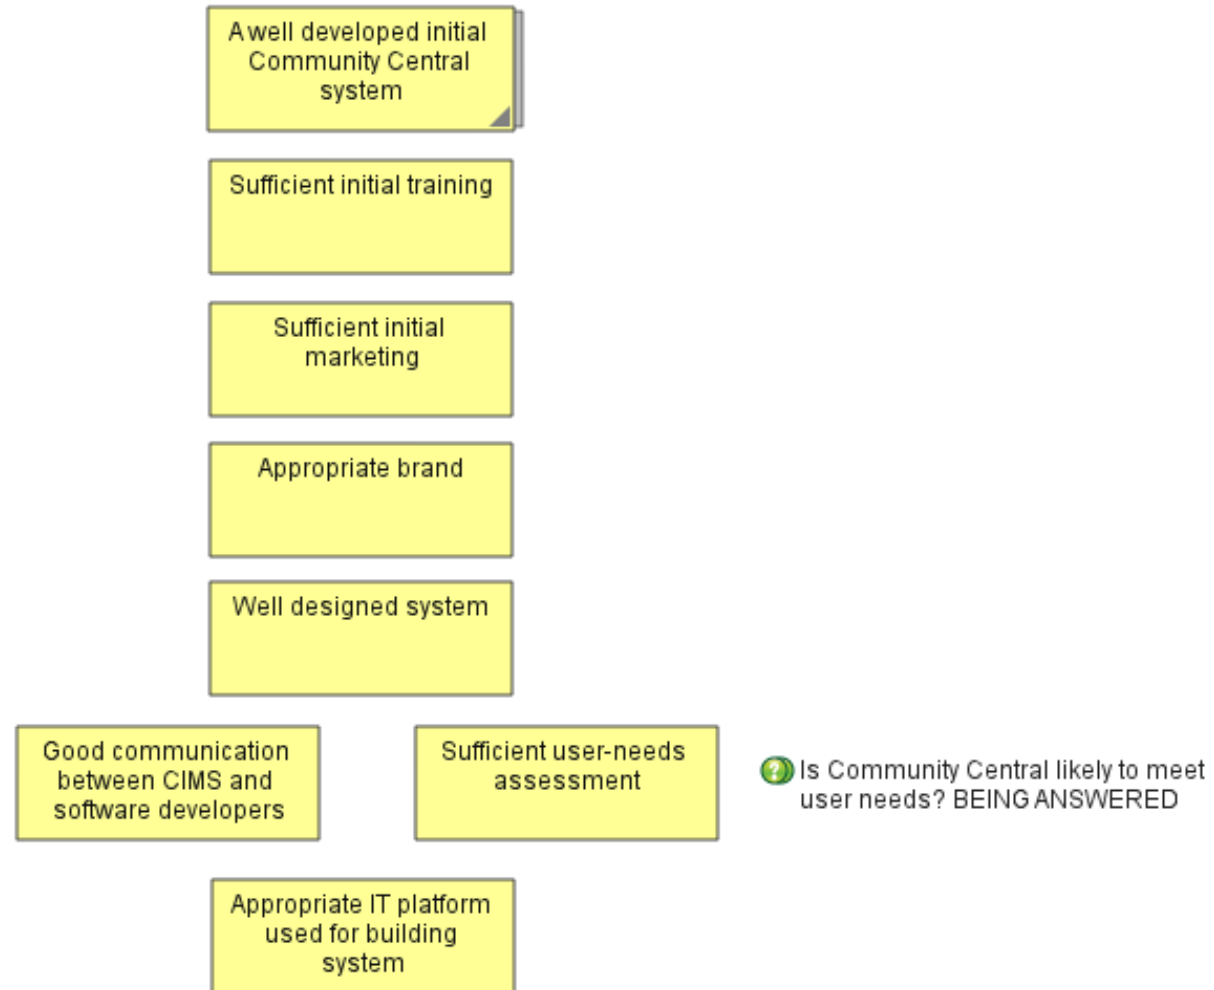 A well developed initial
Community Central
system
Sufficient initial training
Sufficient initial
marketing
Appropriate brand
Well designed system
Good communication
between CIMS and
software developers
Sufficient user-needs
assessment
Is Community Central likely to meet
user needs? BEING ANSWERED
Appropriate IT platform
used for building
system